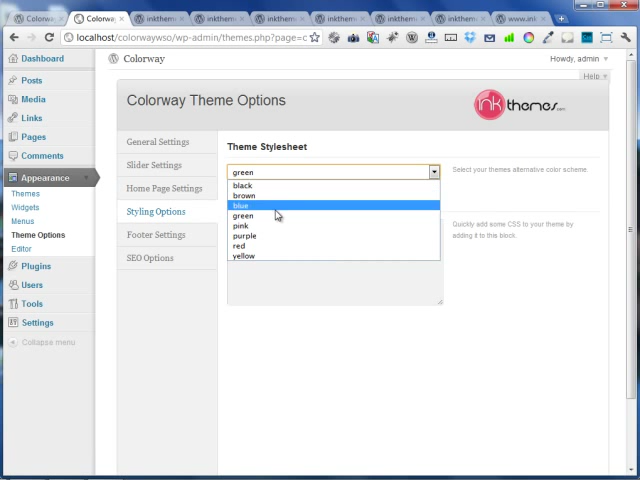 Colorway
Colorway
inkthem
inkthem
inkthem
inkthem
inkthem
inkthem
www.ink
localhost/colorwaywso/wp-admin/themes.php?page=c
Dashboard
Colorway
Howdy, admin
Help
Posts
Media
Links
Pages
Comments
Appearance
Themes
Widgets
Menus
Theme Options
Editor
Plugins
Users
Tools
Settings
Collapse menu
Colorway Theme Options
inkthemes.com
General Settings
Slider Settings
Home Page Settings
Styling Options
Footer Settings
SEO Options
Theme Stylesheet
green
black
brown
blue
green
pink
purple
red
yellow
Select your themes alternative color scheme.
Quickly add some CSS to your theme by
adding it to this block.